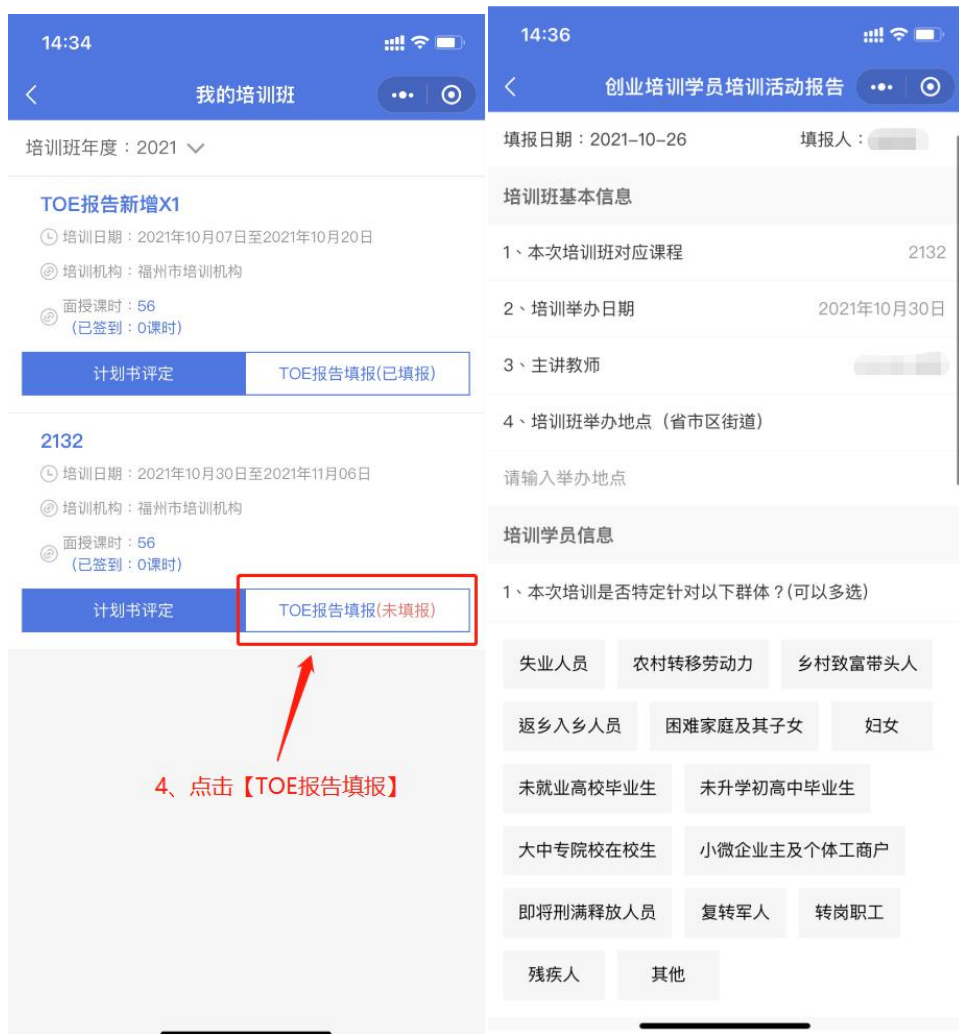 14:34
我的培训班
培训班年度：2021
TOE报告新增X1
培训日期：2021年10月07日至2021年10月20日
培训机构：福州市培训机构
面授课时：56
(已签到：0课时)
计划书评定
TOE报告填报(已填报)
2132
培训日期：2021年10月30日至2021年11月06日
培训机构：福州市培训机构
面授课时：56
(已签到：0课时)
计划书评定
TOE报告填报(未填报)
4、点击【TOE报告填报】
14:36
创业培训学员培训活动报告
填报日期：2021-10-26 填报人：
培训班基本信息
1、本次培训班对应课程 2132
2、培训举办日期 2021年10月30日
3、主讲教师
4、培训班举办地点（省市区街道）
请输入举办地点
培训学员信息
1、本次培训是否特定针对以下群体？(可以多选)
失业人员 农村转移劳动力 乡村致富带头人
返乡入乡人员 困难家庭及其子女 妇女
未就业高校毕业生 未升学初高中毕业生
大中专院校在校生 小微企业主及个体工商户
即将刑满释放人员 复转军人 转岗职工
残疾人 其他